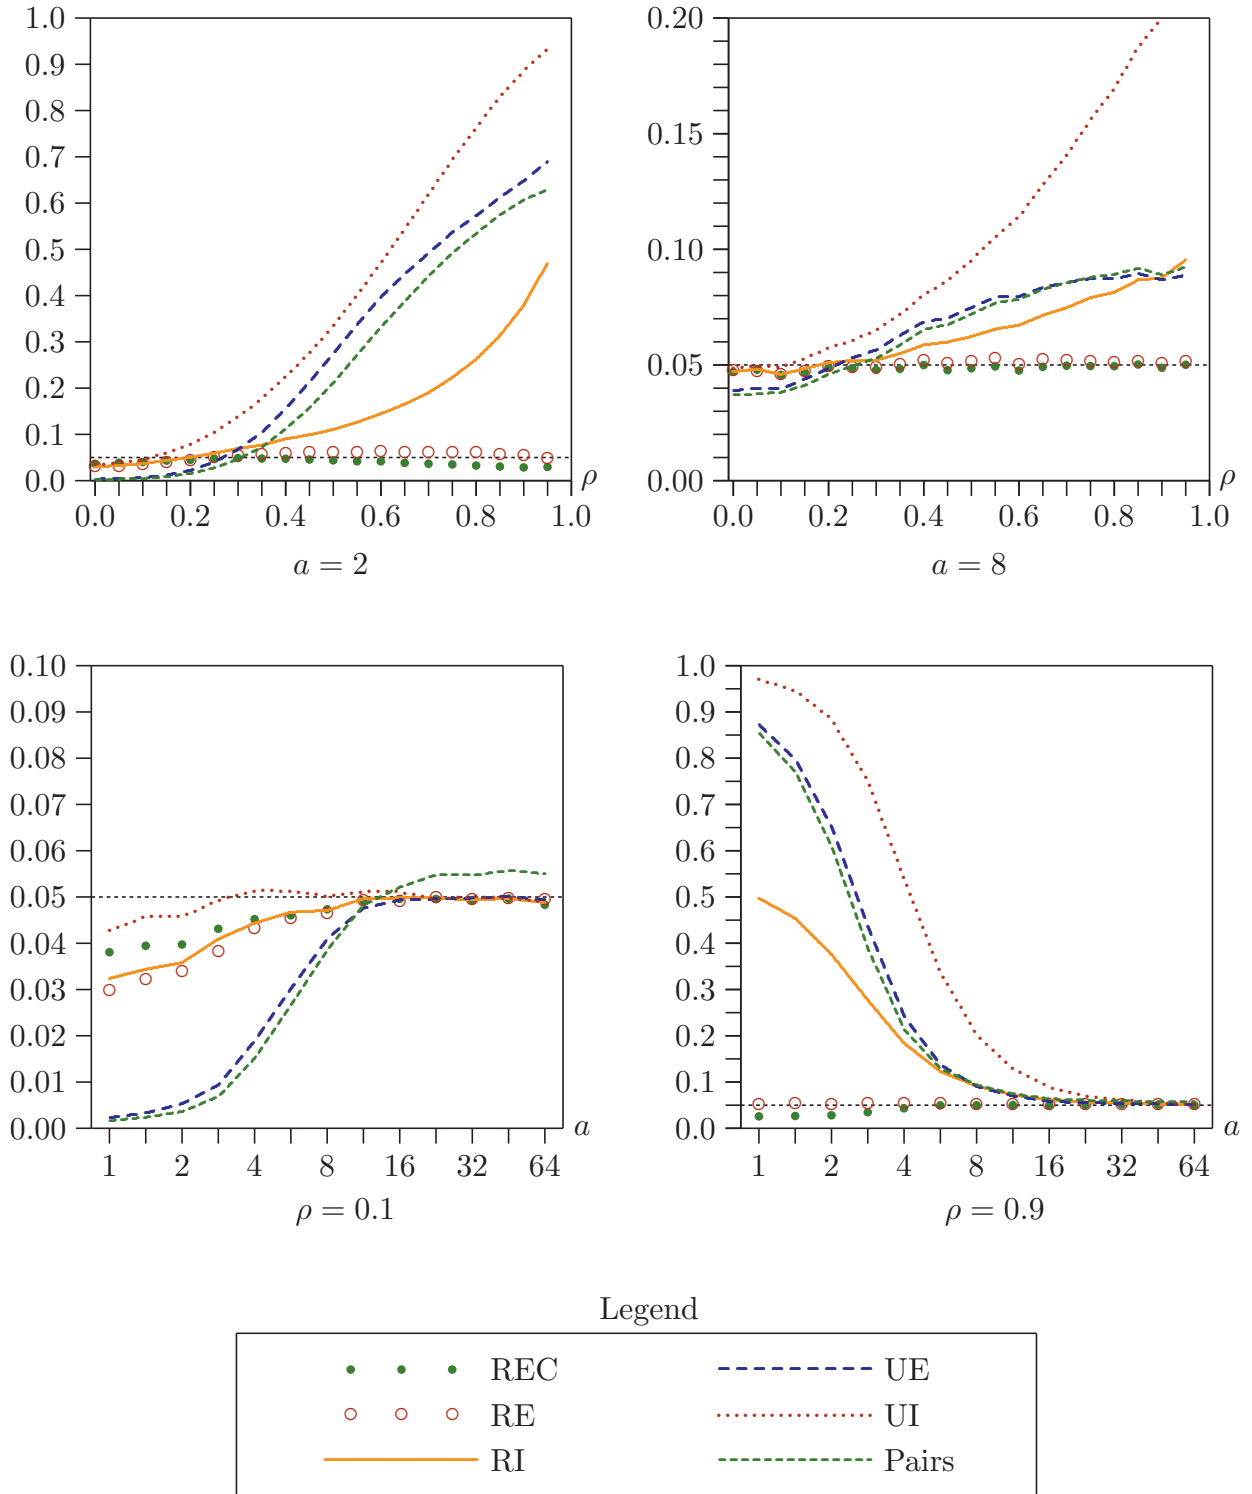 1.0
0.9
0.8
0.7
0.6
0.5
0.4
0.3
0.2
0.1
0.0
0.0 0.2 0.4 0.6 0.8 1.0
ρ
a = 2
0.20
0.15
0.10
0.05
0.00
0.0 0.2 0.4 0.6 0.8 1.0
ρ
a = 8
0.10
0.09
0.08
0.07
0.06
0.05
0.04
0.03
0.02
0.01
0.00
1 2 4 8 16 32 64
a
ρ = 0.1
1.0
0.9
0.8
0.7
0.6
0.5
0.4
0.3
0.2
0.1
0.0
1 2 4 8 16 32 64
a
ρ = 0.9
Legend
REC
RE
RI
UE
UI
Pairs